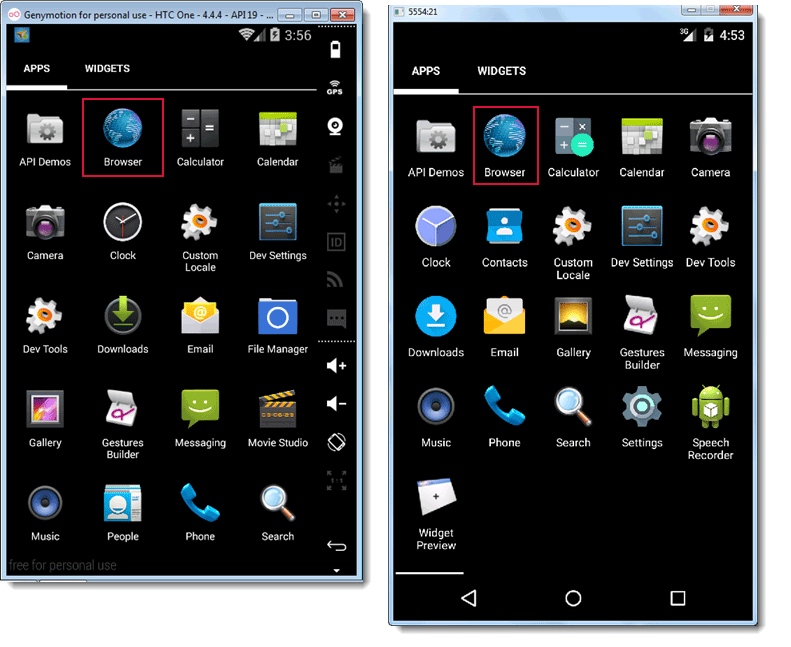 Genymotion for personal use - HTC One - 4.4.4 - API 19 - ...
3:56
APPS WIDGETS
GPS
API Demos Browser Calculator Calendar
Camera Clock Custom Locale Dev Settings
ID
Dev Tools Downloads Email File Manager
Gallery Gestures Builder Messaging Movie Studio
1:1
Music People Phone Search
free for personal use
5554:21
3G 4:53
APPS WIDGETS
API Demos Browser Calculator Calendar Camera
Clock Contacts Custom Locale Dev Settings Dev Tools
Downloads Email Gallery Gestures Builder Messaging
Music Phone Search Settings Speech Recorder
Widget Preview